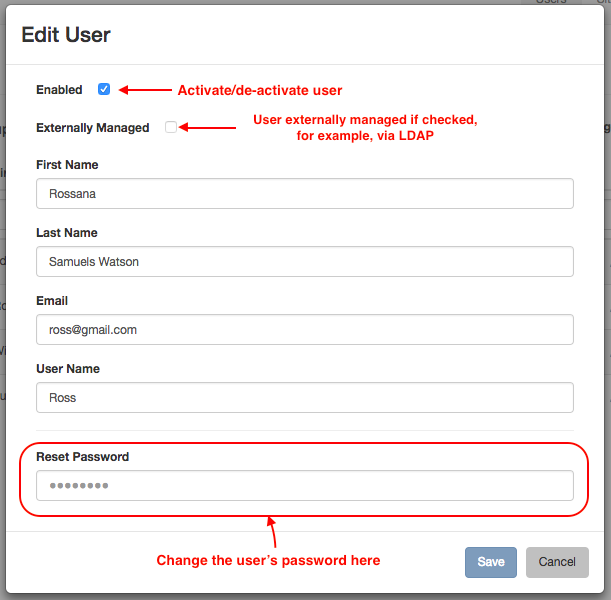 Edit User
Enabled
Activate/de-activate user
Externally Managed
User externally managed if checked,
for example, via LDAP
First Name
Rossana
Last Name
Samuels Watson
Email
ross@gmail.com
User Name
Ross
Reset Password
••••••••
Change the user's password here
Save
Cancel